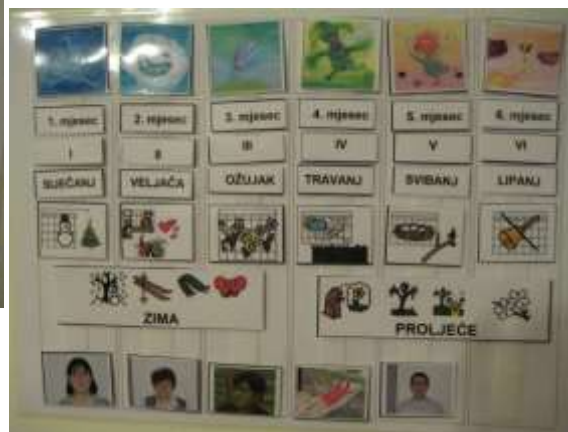 1. mjesec 2. mjesec 3. mjesec 4. mjesec 5. mjesec 6. mjesec
I II III IV V VI
SIJEČANJ VELJAČA OŽUJAK TRAVANJ SVIBANJ LIPANJ
ZIMA PROLJEĆE